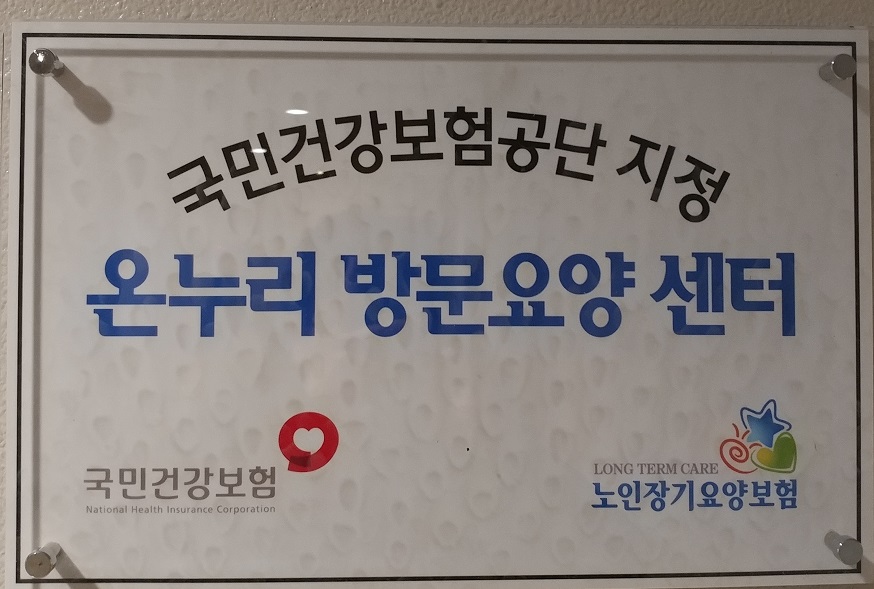 국민건강보험공단 지정
온누리 방문요양 센터
국민건강보험
National Health Insurance Corporation
LONG TERM CARE
노인장기요양보험